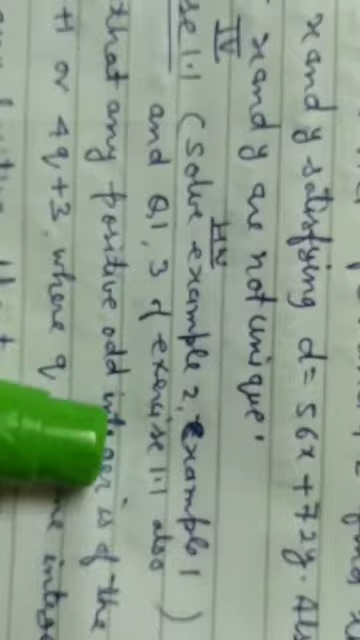 x and y satisfying d = 56x + 72y. Al
x and y are not unique'
IV
HW
se 1.1 (Solve example 2, example 1)
and Q1, 3 of exercise 1.1 also
that any positive odd integer is of the
+1 or 4q+3, where q